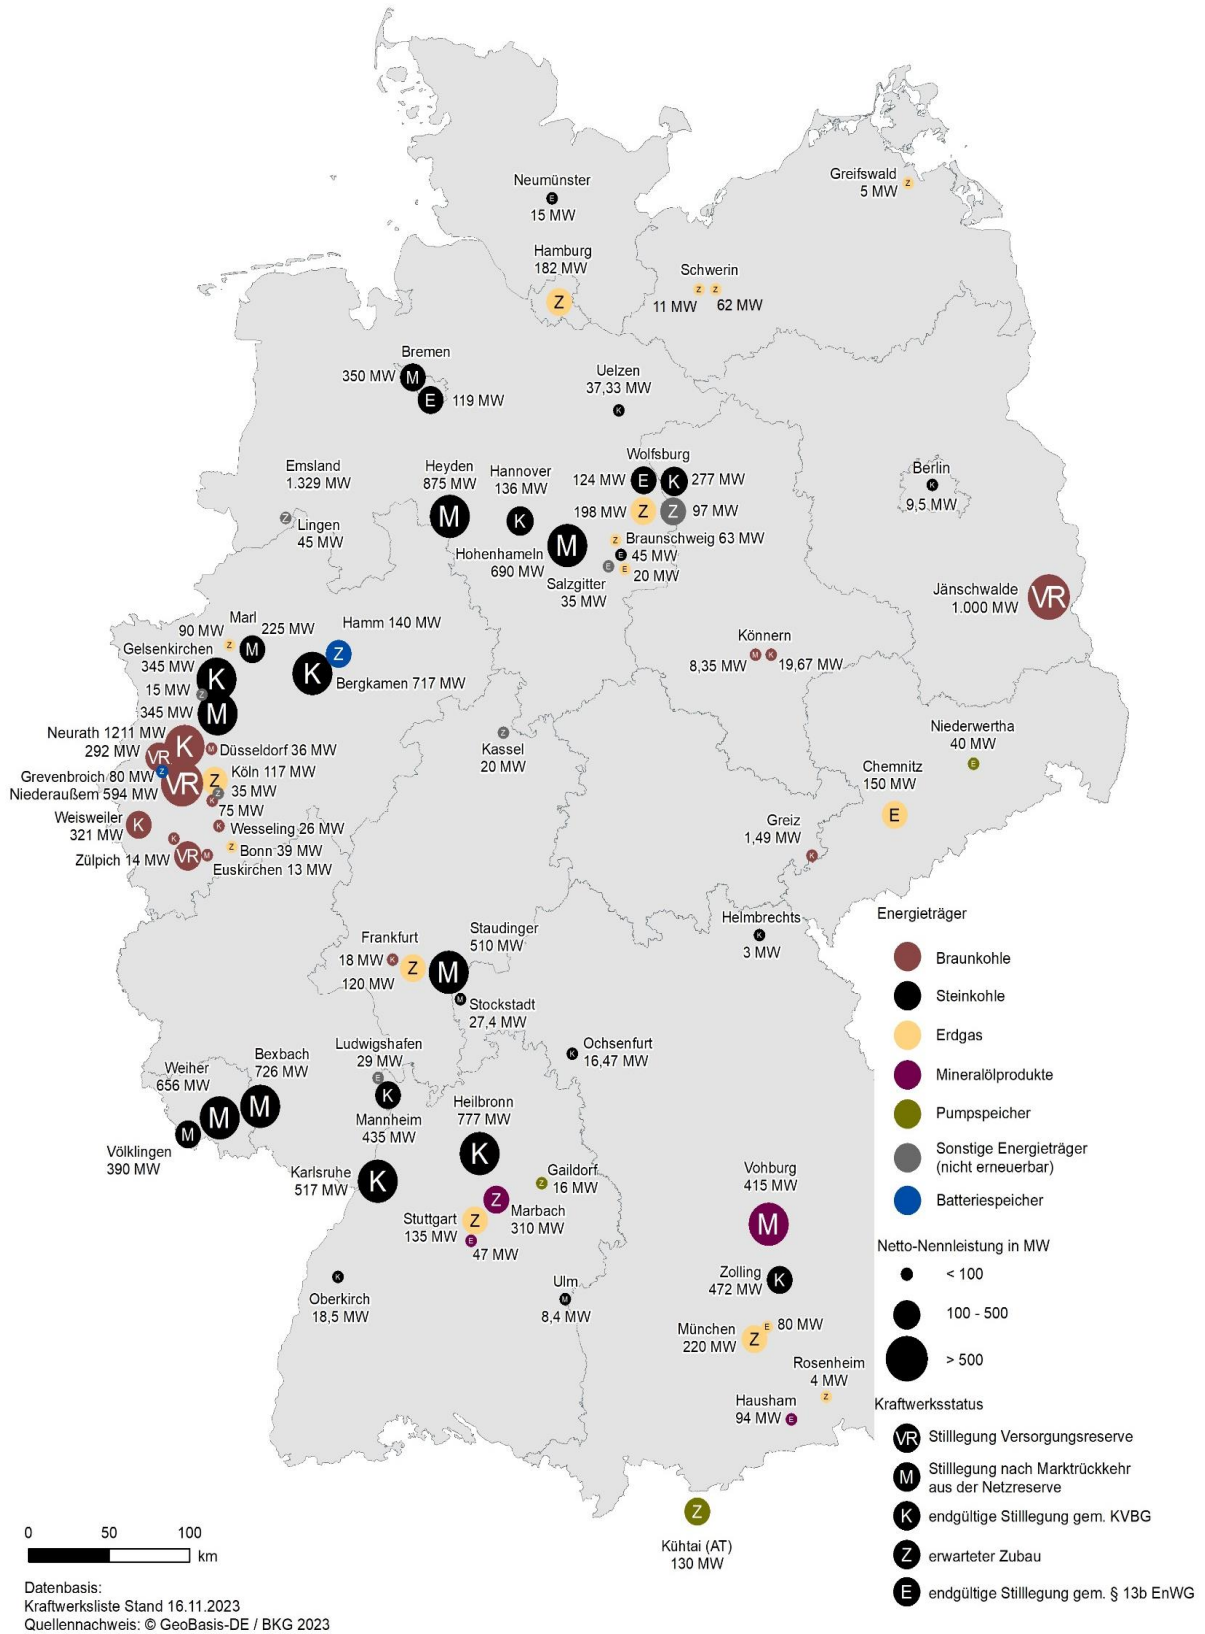 Neumünster
E
15 MW
Greifswald
5 MW
Z
Hamburg
182 MW
Z
Schwerin
Z Z
11 MW 62 MW
Bremen
350 MW M
E 119 MW
Uelzen
37,33 MW
K
Wolfsburg
124 MW E K 277 MW
198 MW Z Z 97 MW
Z Braunschweig 63 MW
E 45 MW
E E 20 MW
Berlin
K
9,5 MW
Emsland
1.329 MW
Z Lingen
45 MW
Heyden
875 MW
M
Hannover
136 MW
K
Hohenhameln
690 MW
M
Salzgitter
35 MW
Jänschwalde
1.000 MW
VR
Könnern
M K
8,35 MW 19,67 MW
Marl
90 MW Z M 225 MW
Hamm 140 MW
Z
Gelsenkirchen
345 MW K
15 MW Z
345 MW M
K Bergkamen 717 MW
Neurath 1211 MW K
292 MW VR
M Düsseldorf 36 MW
Grevenbroich 80 MW Z
Niederaußem 594 MW VR
Z Köln 117 MW
Z 35 MW
K 75 MW
Weisweiler
321 MW K
K Wesseling 26 MW
K
Zülpich 14 MW VR
Z Bonn 39 MW
M Euskirchen 13 MW
Z
Kassel
20 MW
Niederwertha
40 MW
E
Chemnitz
150 MW
E
Greiz
1,49 MW
K
Helmbrechts
K
3 MW
Frankfurt
18 MW K
120 MW Z
Staudinger
510 MW
M
M Stockstadt
27,4 MW
Ludwigshafen
29 MW
E
K
Mannheim
435 MW
K Ochsenfurt
16,47 MW
Weiher
656 MW
M
Bexbach
726 MW
M
M
Völklingen
390 MW
Heilbronn
777 MW
K
Karlsruhe
517 MW K
Gaildorf
Z 16 MW
Z Marbach
310 MW
Stuttgart
135 MW Z
E 47 MW
Vohburg
415 MW
M
K
Oberkirch
18,5 MW
Ulm
M
8,4 MW
Zolling
472 MW K
München
220 MW Z
E 80 MW
Rosenheim
4 MW
Z
Hausham
94 MW E
Z
Kühtai (AT)
130 MW
Energieträger
Braunkohle
Steinkohle
Erdgas
Mineralölprodukte
Pumpspeicher
Sonstige Energieträger
(nicht erneuerbar)
Batteriespeicher
Netto-Nennleistung in MW
< 100
100 - 500
> 500
Kraftwerksstatus
VR Stilllegung Versorgungsreserve
M Stilllegung nach Marktrückkehr
aus der Netzreserve
K endgültige Stilllegung gem. KVBG
Z erwarteter Zubau
E endgültige Stilllegung gem. § 13b EnWG
0 50 100
km
Datenbasis:
Kraftwerksliste Stand 16.11.2023
Quellennachweis: © GeoBasis-DE / BKG 2023